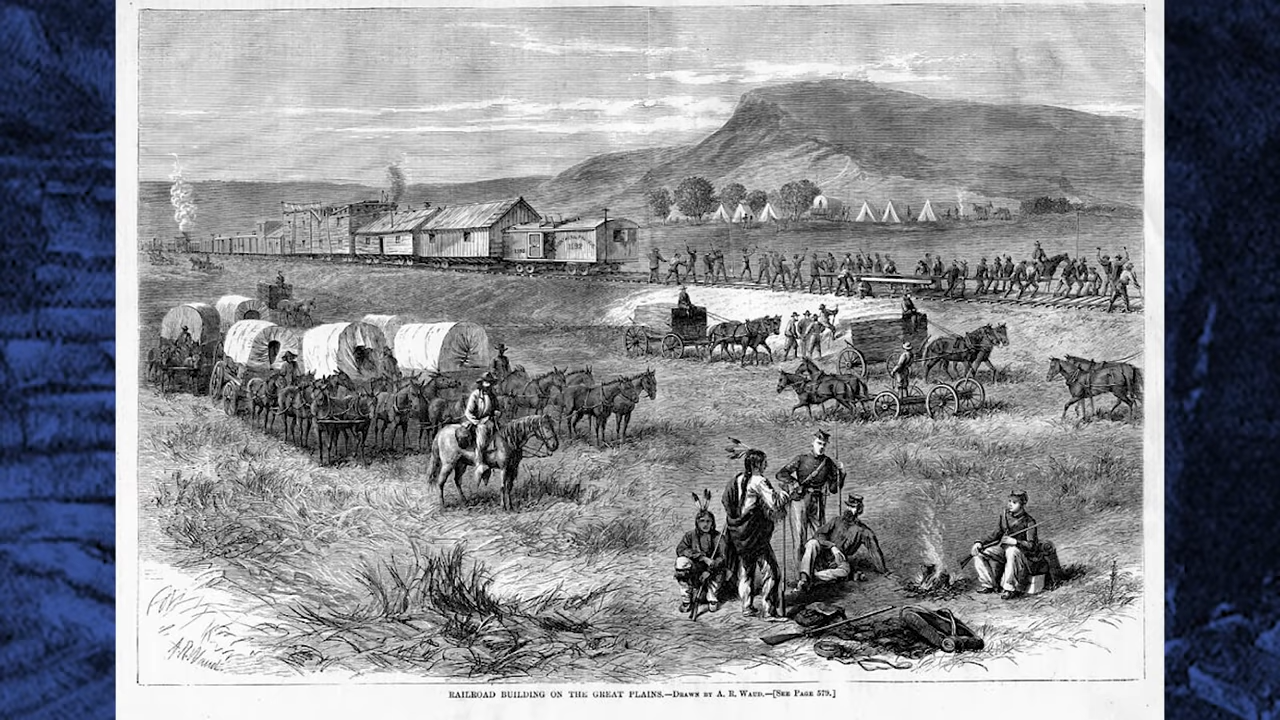 A. R. Waud
RAILROAD BUILDING ON THE GREAT PLAINS.—Drawn by A. R. Waud.—[See Page 579.]